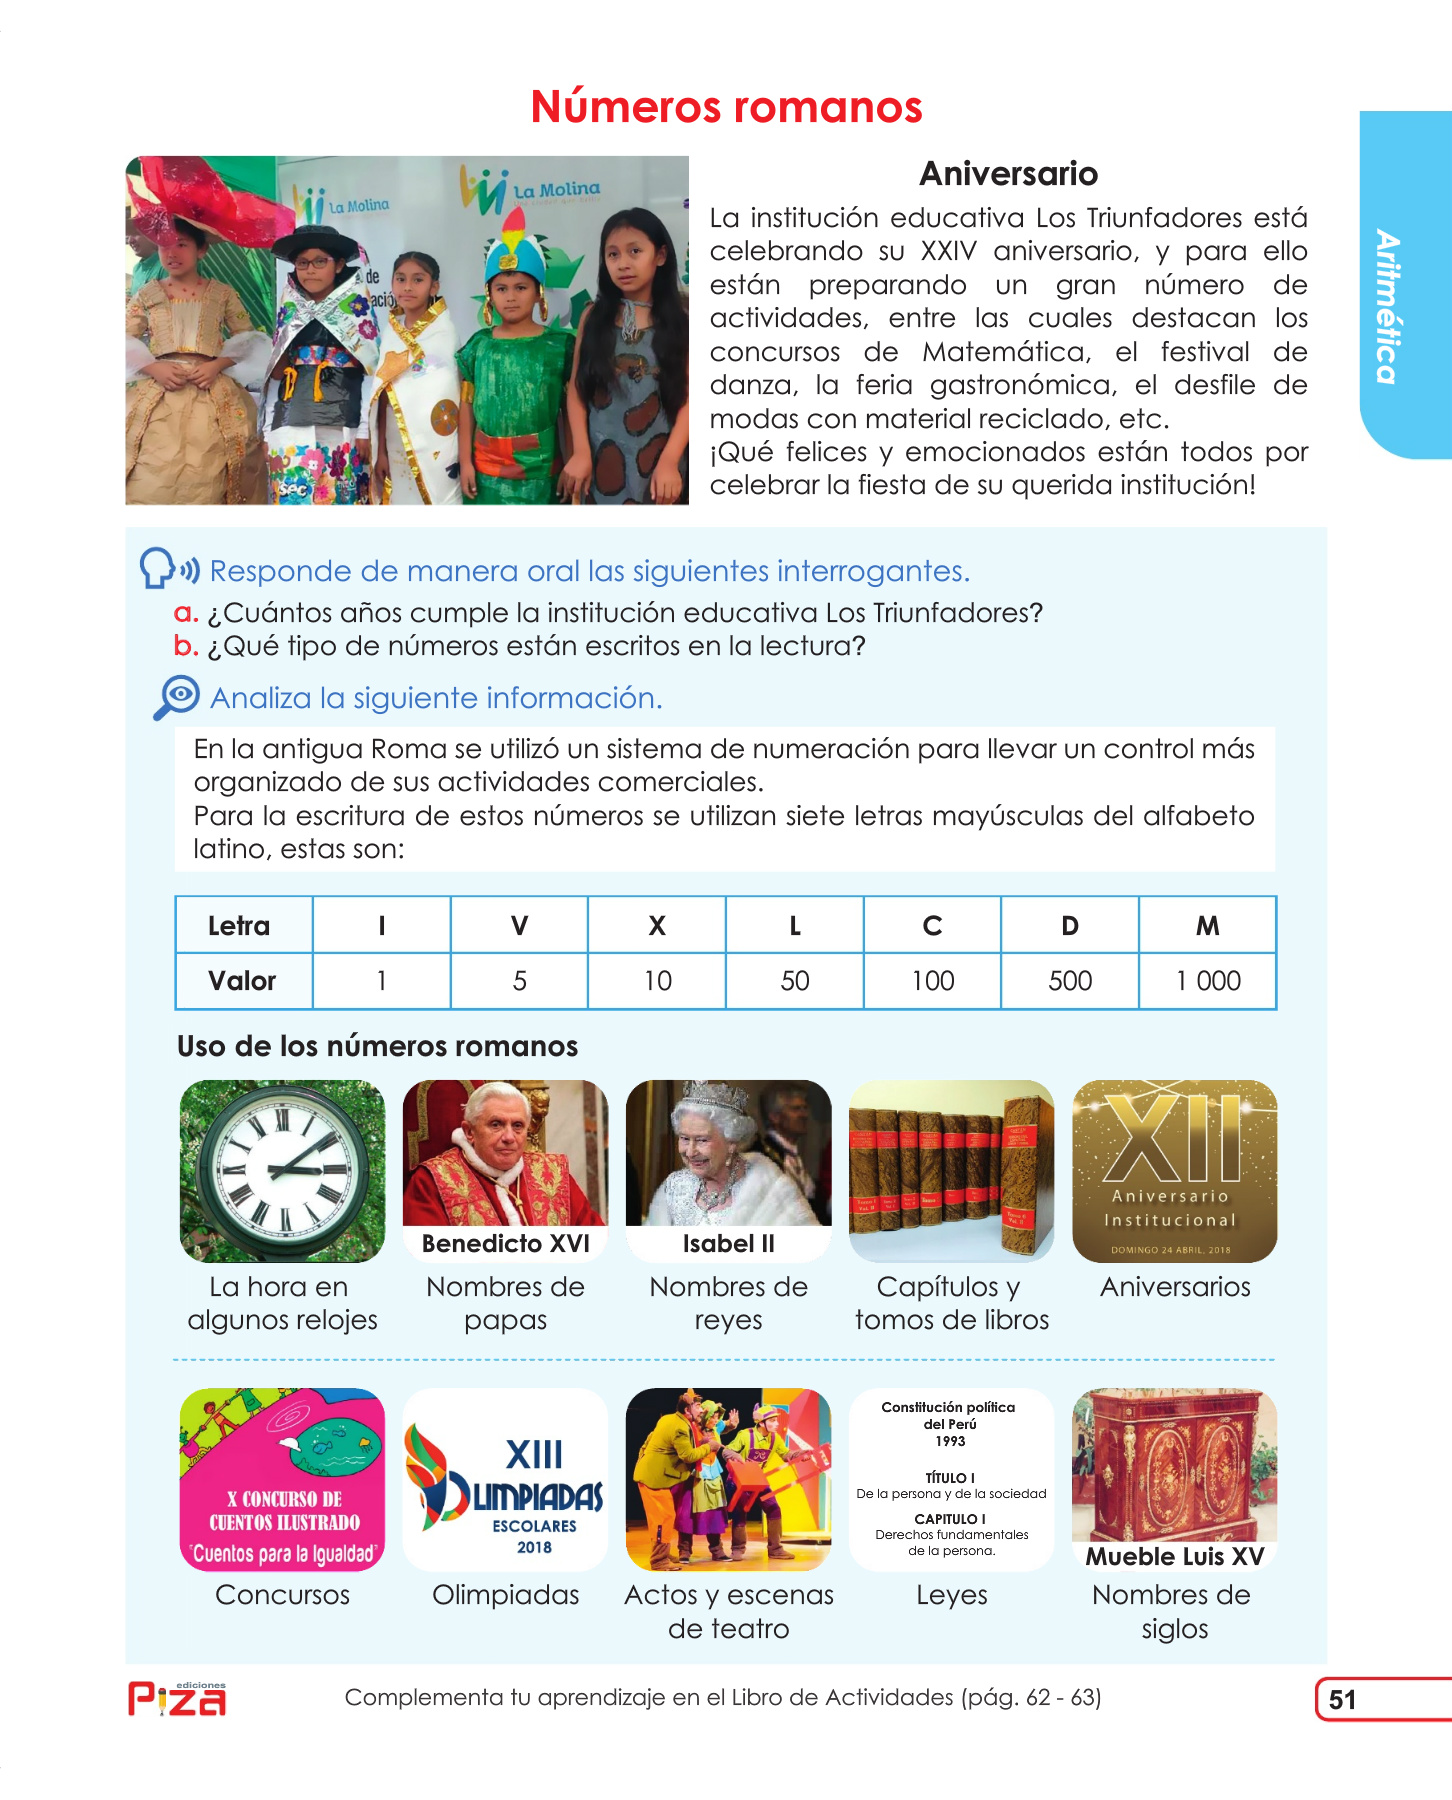 Números romanos
La Molina
La Molina
de
ació
sec
Aniversario
La institución educativa Los Triunfadores está
celebrando su XXIV aniversario, y para ello
están preparando un gran número de
actividades, entre las cuales destacan los
concursos de Matemática, el festival de
danza, la feria gastronómica, el desfile de
modas con material reciclado, etc.
¡Qué felices y emocionados están todos por
celebrar la fiesta de su querida institución!
Aritmética
Responde de manera oral las siguientes interrogantes.
a. ¿Cuántos años cumple la institución educativa Los Triunfadores?
b. ¿Qué tipo de números están escritos en la lectura?
Analiza la siguiente información.
En la antigua Roma se utilizó un sistema de numeración para llevar un control más
organizado de sus actividades comerciales.
Para la escritura de estos números se utilizan siete letras mayúsculas del alfabeto
latino, estas son:
Letra I V X L C D M
Valor 1 5 10 50 100 500 1 000
Uso de los números romanos
Benedicto XVI
Isabel II
XII
Aniversario
Institucional
DOMINGO 24 ABRIL, 2018
La hora en
algunos relojes
Nombres de
papas
Nombres de
reyes
Capítulos y
tomos de libros
Aniversarios
X CONCURSO DE
CUENTOS ILUSTRADO
"Cuentos para la Igualdad"
XIII
OLIMPIADAS
ESCOLARES
2018
Constitución política
del Perú
1993
TÍTULO I
De la persona y de la sociedad
CAPITULO I
Derechos fundamentales
de la persona.
Mueble Luis XV
Concursos
Olimpiadas
Actos y escenas
de teatro
Leyes
Nombres de
siglos
ediciones
Piza
Complementa tu aprendizaje en el Libro de Actividades (pág. 62 - 63)
51